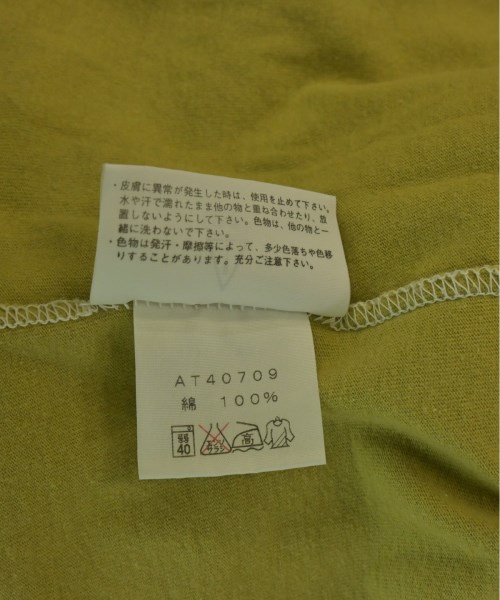 ・皮膚に異常が発生した時は、使用を止めて下さい。
水や汗で濡れたまま他の物と重ね合わせたり、放
置しないようにして下さい。色物は、他の物と一
緒に洗わないで下さい。
・色物は発汗・摩擦等によって、多少色落ちや色移
りすることがあります。充分ご注意下さい。
AT40709
綿 100%
弱
40
サラシ
高